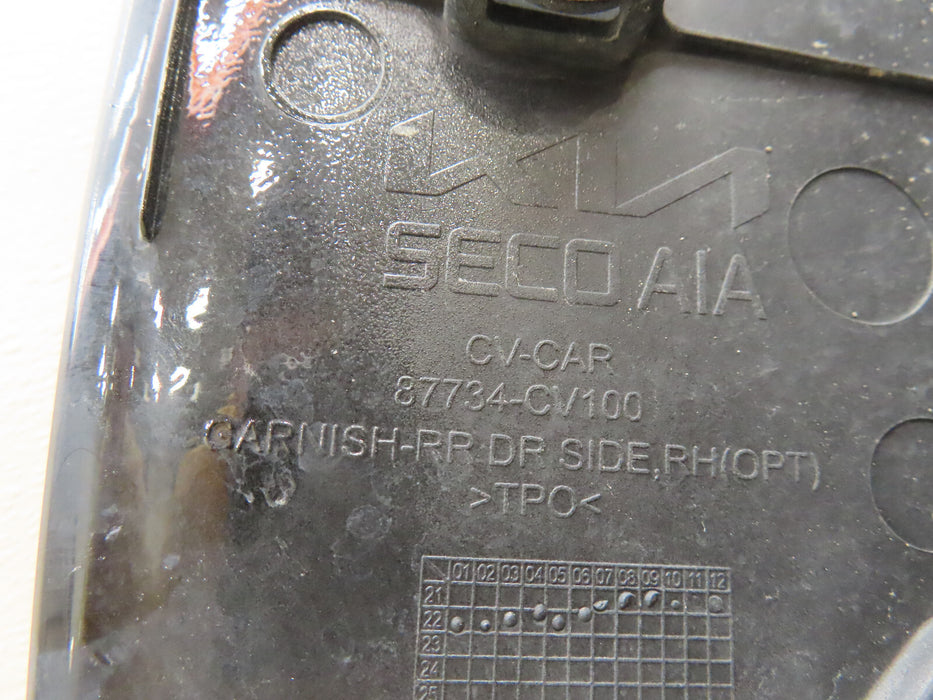 KIA
SECO AIA
CV-CAR
87734-CV100
GARNISH-RR DR SIDE,RH(OPT)
>TPO<
01 02 03 04 05 06 07 08 09 10 11 12
21
22
23
24
25